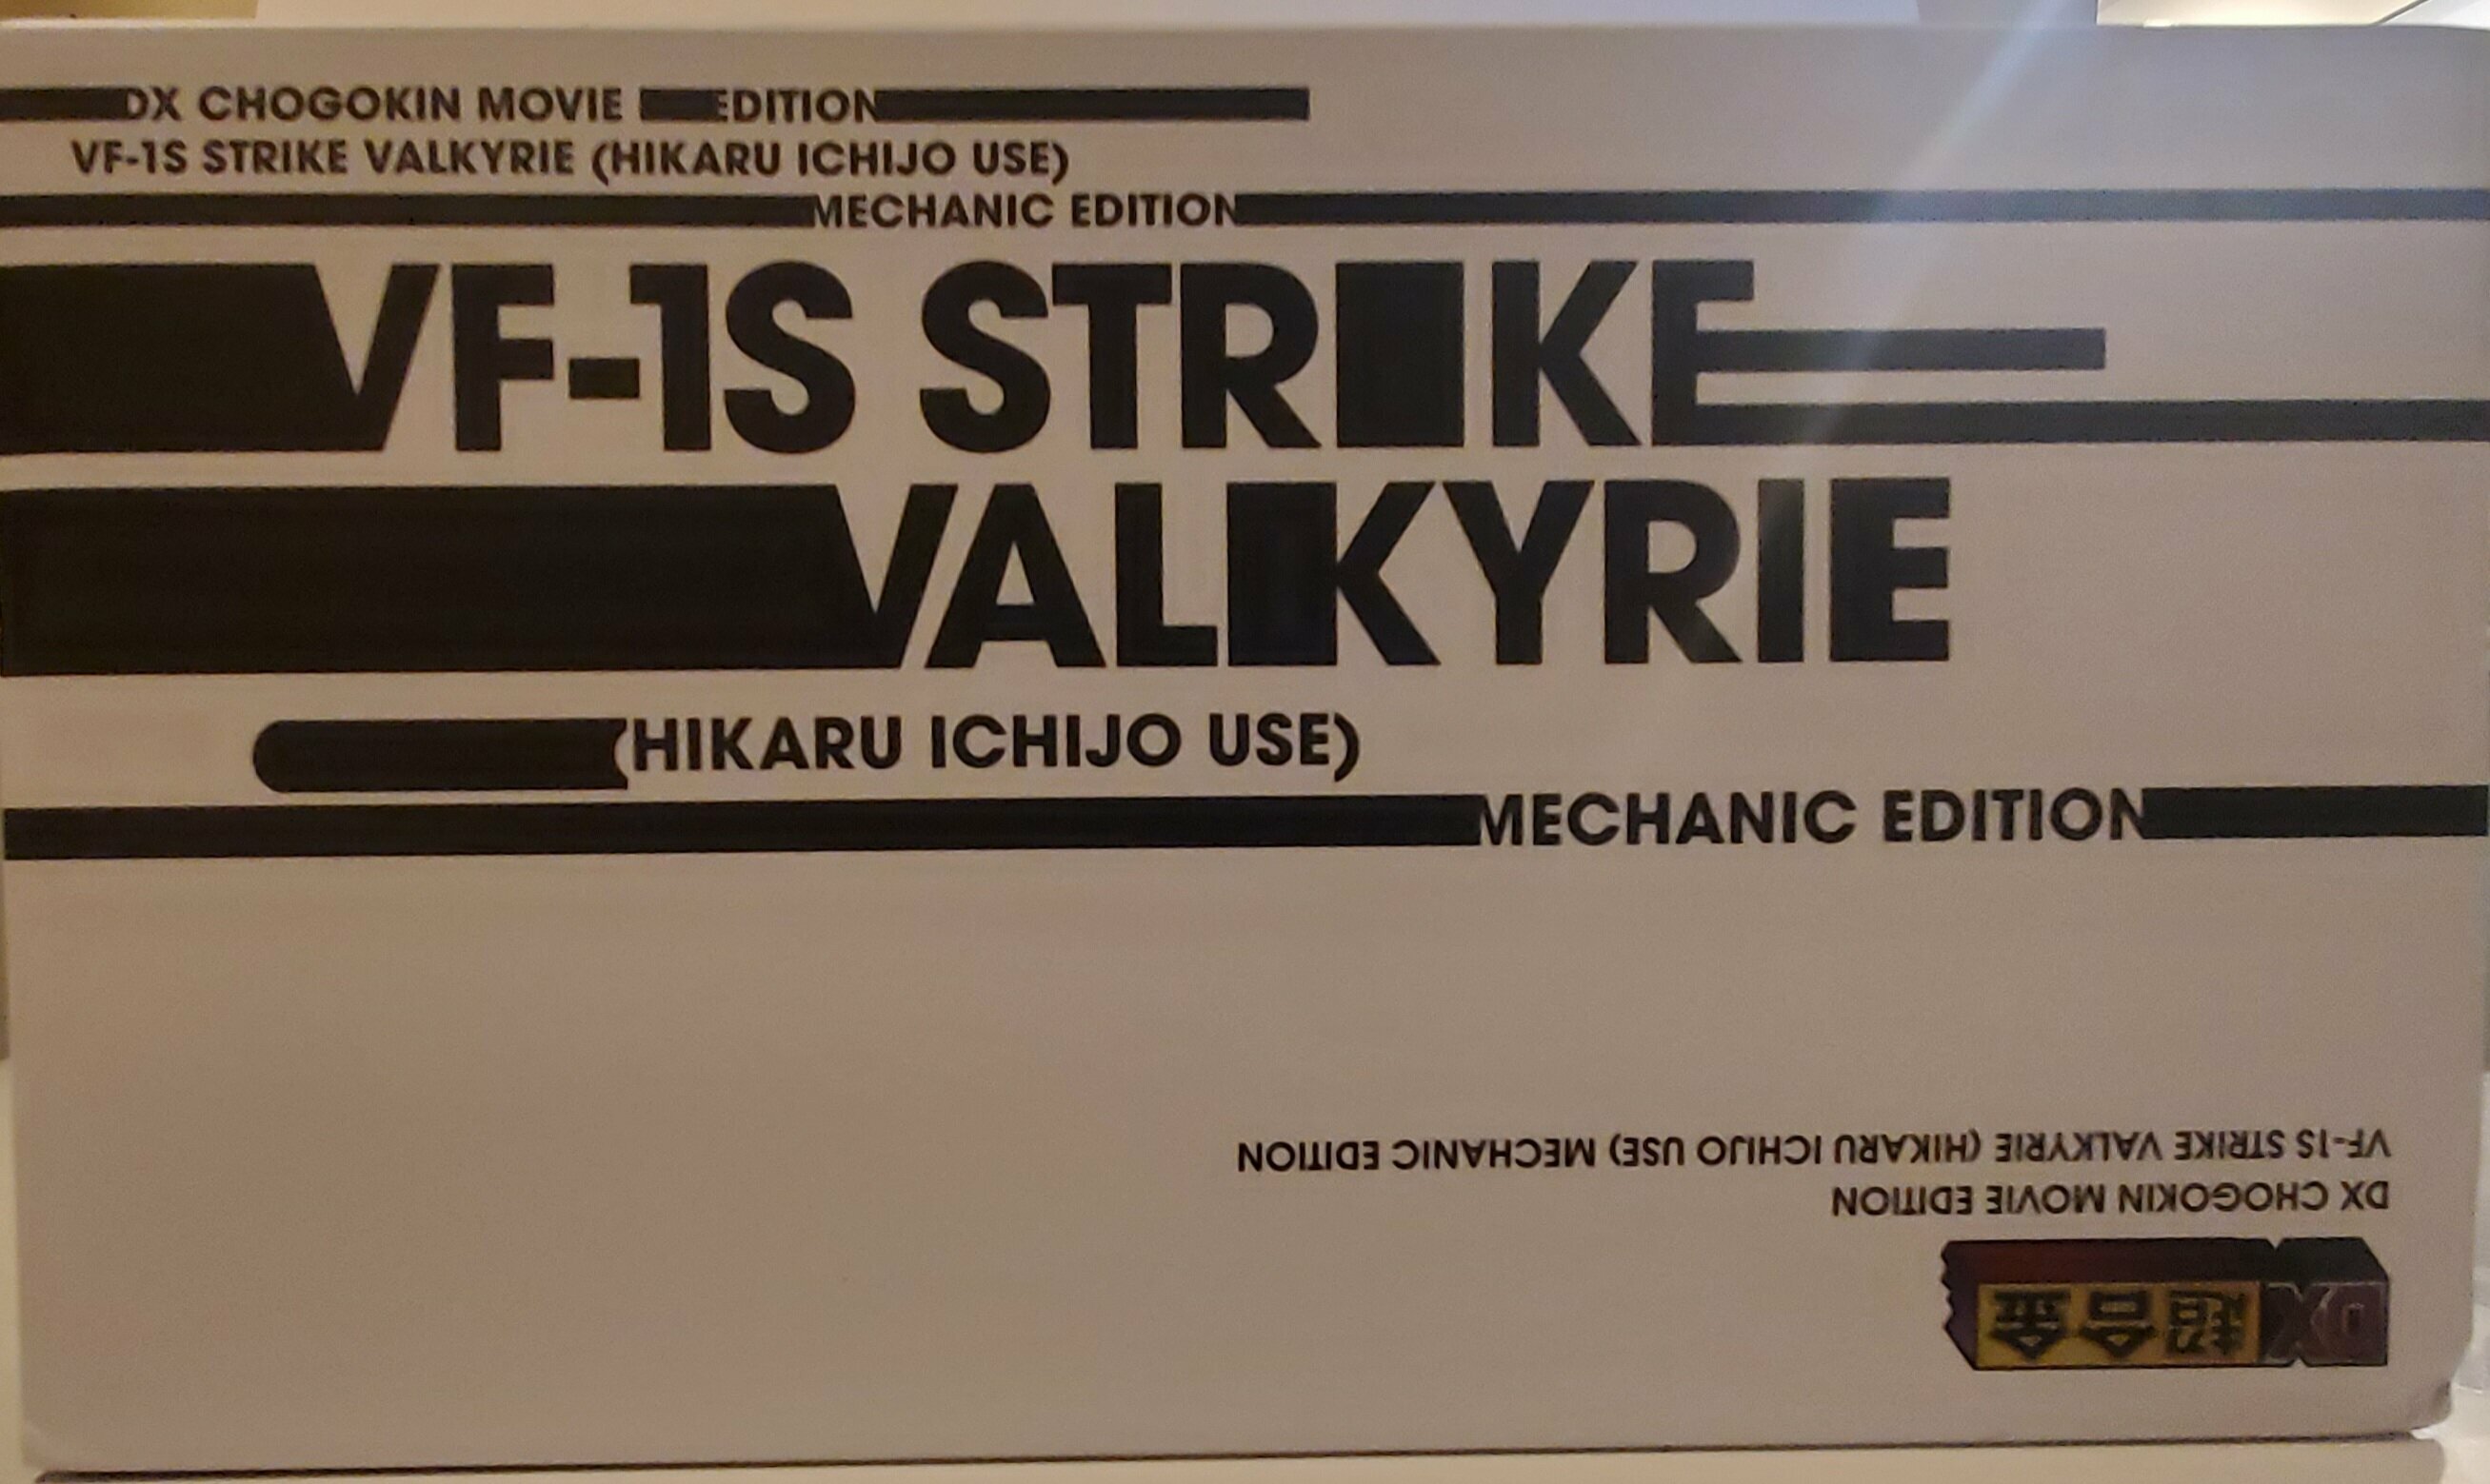 DX CHOGOKIN MOVIE EDITION
VF-1S STRIKE VALKYRIE (HIKARU ICHIJO USE)
MECHANIC EDITION
VF-1S STRIKE
VALKYRIE
(HIKARU ICHIJO USE)
MECHANIC EDITION
DX超合金
DX CHOGOKIN MOVIE EDITION
VF-1S STRIKE VALKYRIE (HIKARU ICHIJO USE) MECHANIC EDITION